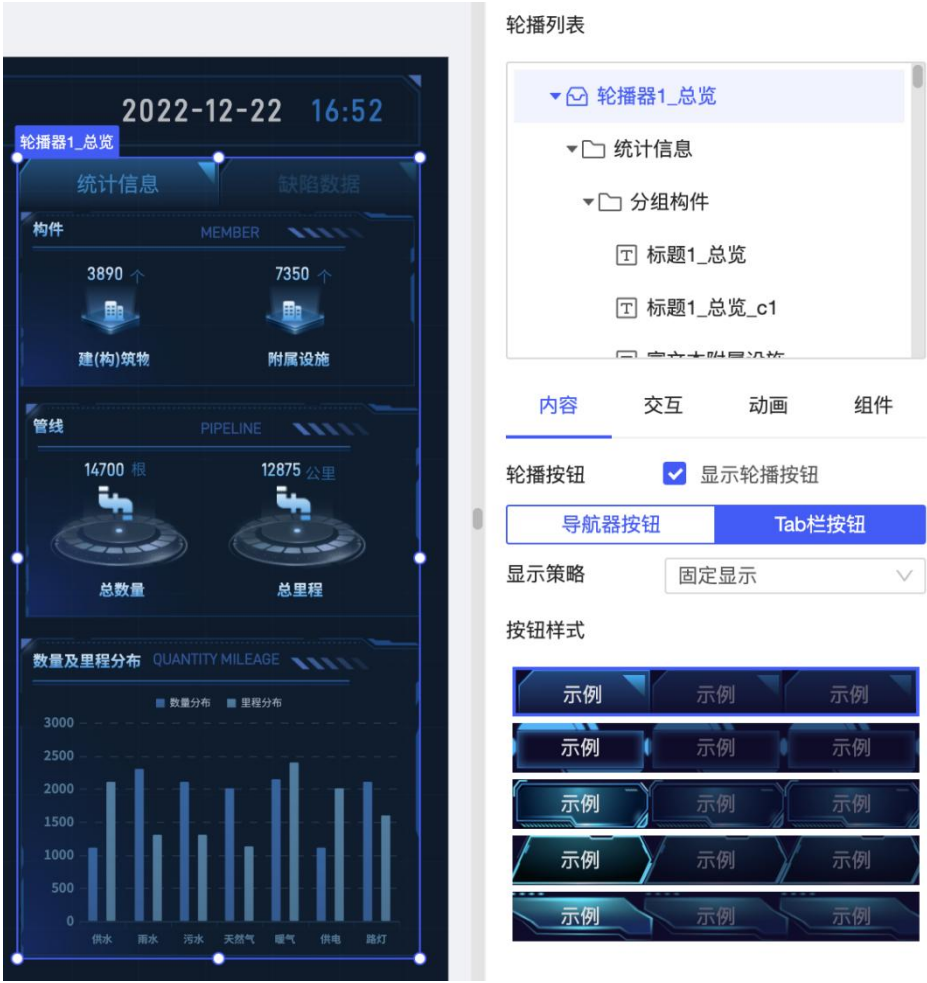 2022-12-22 16:52
轮播器1_总览
统计信息 缺陷数据
构件 MEMBER
3890 个 7350 个
建(构)筑物 附属设施
管线 PIPELINE
14700 根 12875 公里
总数量 总里程
数量及里程分布 QUANTITY MILEAGE
数量分布 里程分布
3000
2500
2000
1500
1000
500
0
供水 雨水 污水 天然气 暖气 供电 路灯
轮播列表
轮播器1_总览
统计信息
分组构件
标题1_总览
标题1_总览_c1
富文本附属设施
内容 交互 动画 组件
轮播按钮 显示轮播按钮
导航器按钮 Tab栏按钮
显示策略 固定显示
按钮样式
示例 示例 示例
示例 示例 示例
示例 示例 示例
示例 示例 示例
示例 示例 示例